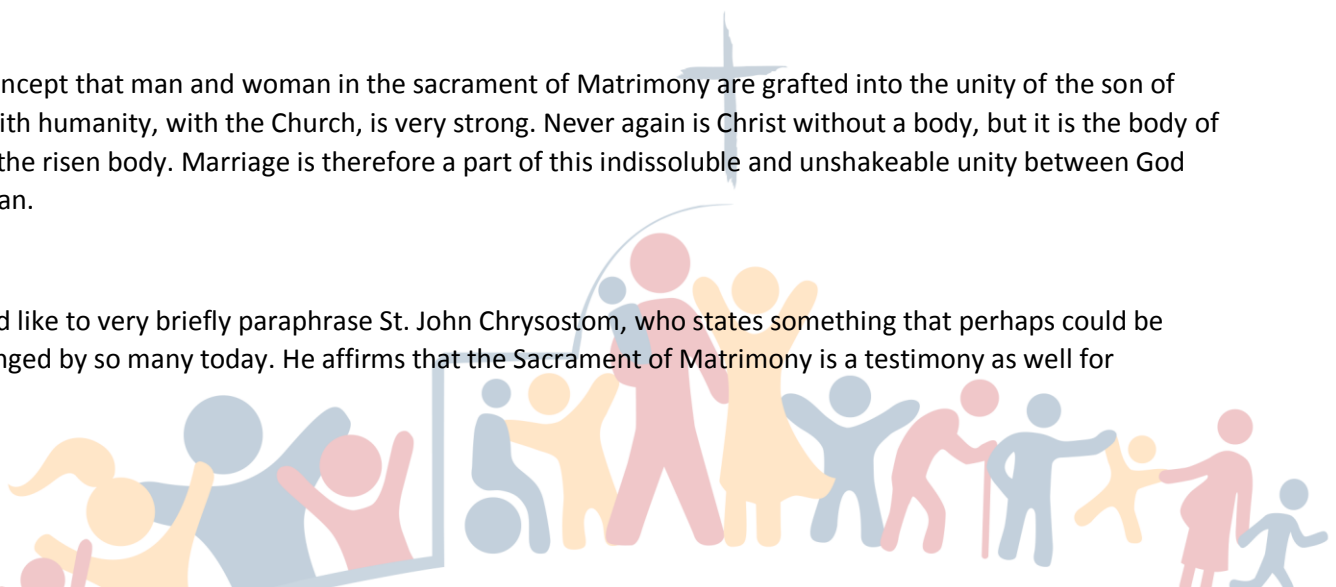 ncept that man and woman in the sacrament of Matrimony are grafted into the unity of the son of
ith humanity, with the Church, is very strong. Never again is Christ without a body, but it is the body of
the risen body. Marriage is therefore a part of this indissoluble and unshakeable unity between God
an.
d like to very briefly paraphrase St. John Chrysostom, who states something that perhaps could be
nged by so many today. He affirms that the Sacrament of Matrimony is a testimony as well for